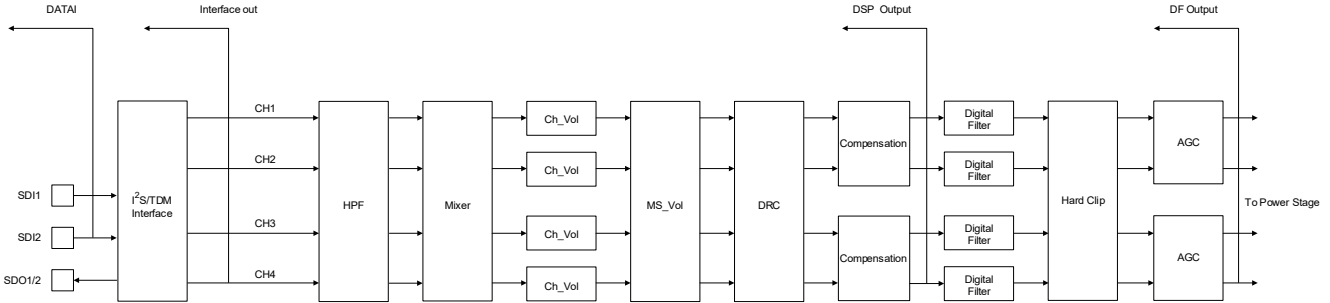 DATAI
Interface out
DSP Output
DF Output
CH1
CH2
CH3
CH4
SDI1
SDI2
SDO1/2
I²S/TDM
Interface
HPF
Mixer
Ch_Vol
Ch_Vol
Ch_Vol
Ch_Vol
MS_Vol
DRC
Compensation
Compensation
Digital
Filter
Digital
Filter
Digital
Filter
Digital
Filter
Hard Clip
AGC
AGC
To Power Stage